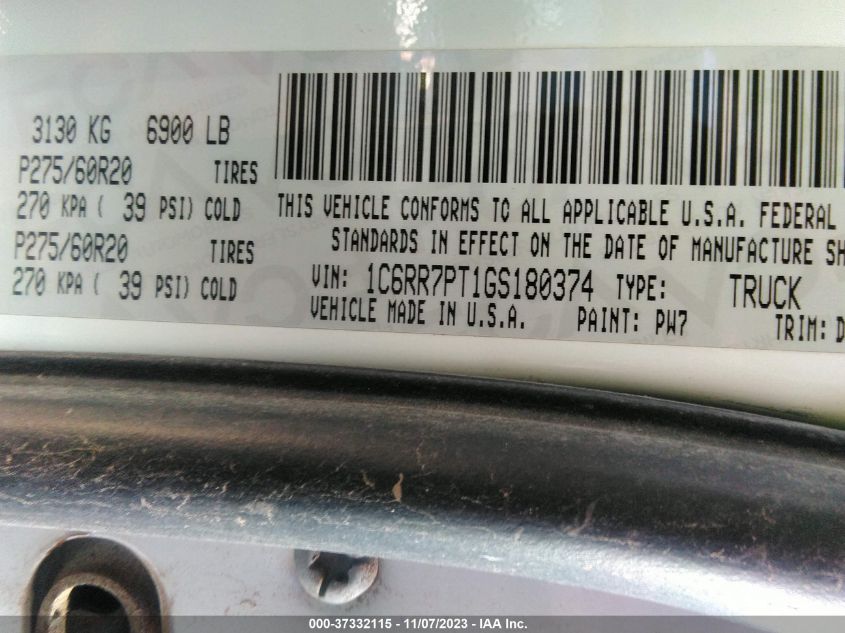 3130 KG 6900 LB
P275/60R20 TIRES
270 KPA ( 39 PSI) COLD
P275/60R20 TIRES
270 KPA ( 39 PSI) COLD
THIS VEHICLE CONFORMS TO ALL APPLICABLE U.S.A. FEDERAL
STANDARDS IN EFFECT ON THE DATE OF MANUFACTURE SH
VIN: 1C6RR7PT1GS180374 TYPE: TRUCK
VEHICLE MADE IN U.S.A. PAINT: PW7 TRIM: D
000-37332115 - 11/07/2023 - IAA Inc.